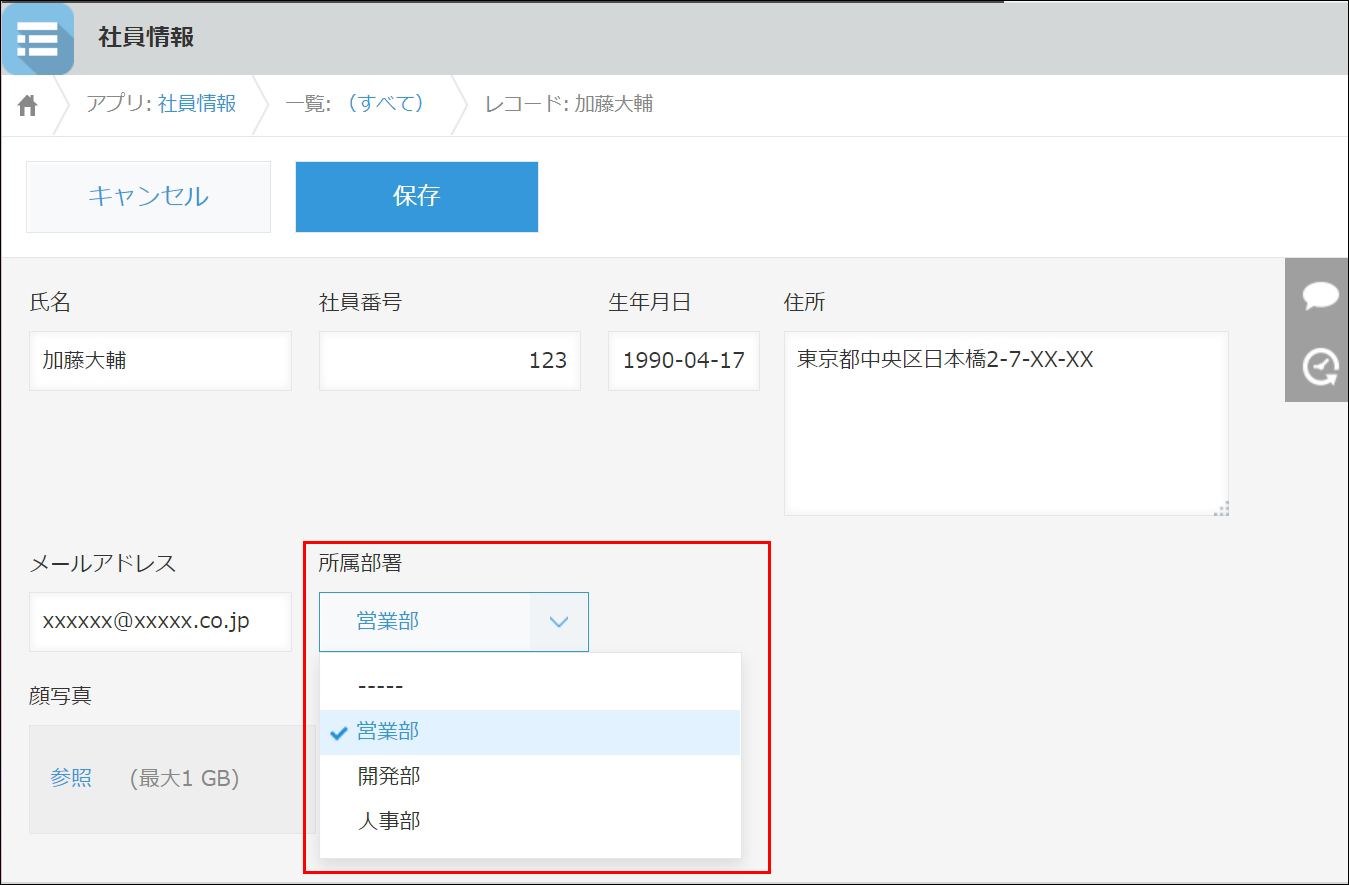 社員情報
アプリ: 社員情報 一覧: （すべて） レコード: 加藤大輔
キャンセル 保存
氏名 社員番号 生年月日 住所
加藤大輔 123 1990-04-17 東京都中央区日本橋2-7-XX-XX
メールアドレス 所属部署
xxxxxx@xxxxx.co.jp 営業部
-----
顔写真
営業部
参照 (最大1 GB) 開発部
人事部